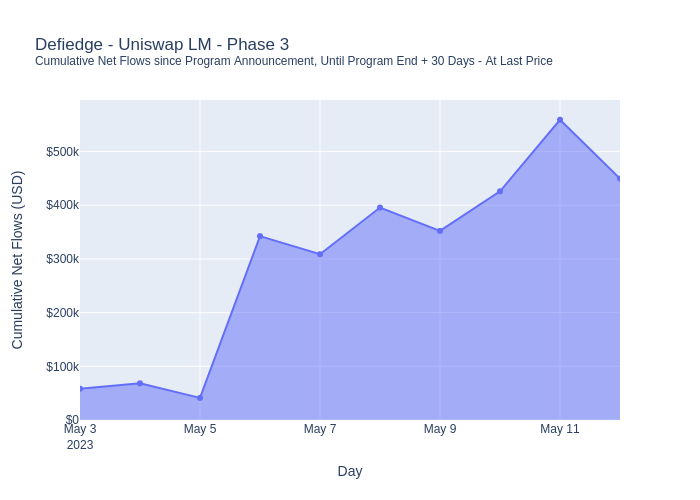 Defiedge - Uniswap LM - Phase 3
Cumulative Net Flows since Program Announcement, Until Program End + 30 Days - At Last Price
Cumulative Net Flows (USD)
$500k
$400k
$300k
$200k
$100k
$0
May 3 May 5 May 7 May 9 May 11
2023
Day